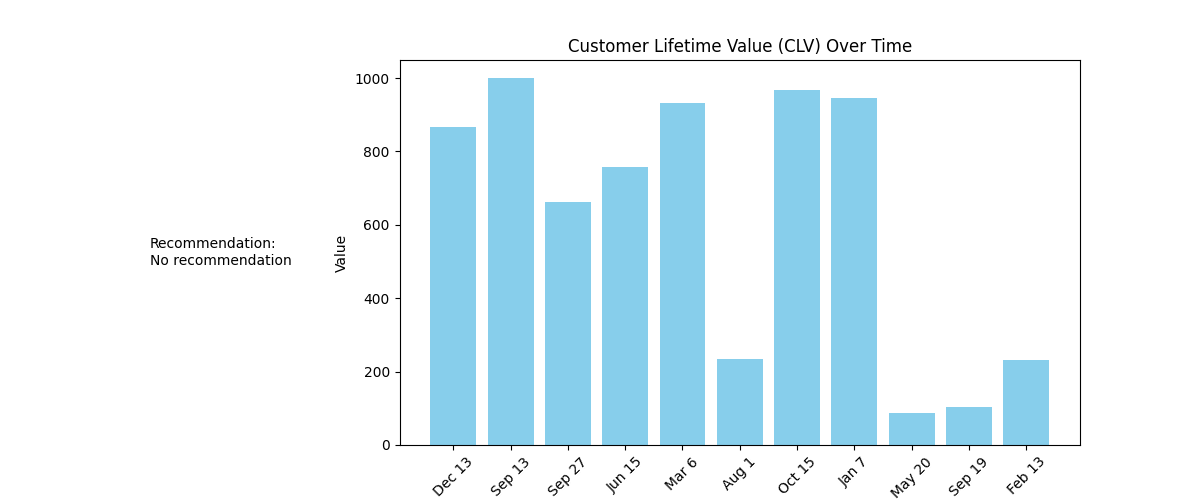 Customer Lifetime Value (CLV) Over Time
1000
800
600
400
200
0
Value
Recommendation:
No recommendation
Dec 13
Sep 13
Sep 27
Jun 15
Mar 6
Aug 1
Oct 15
Jan 7
May 20
Sep 19
Feb 13